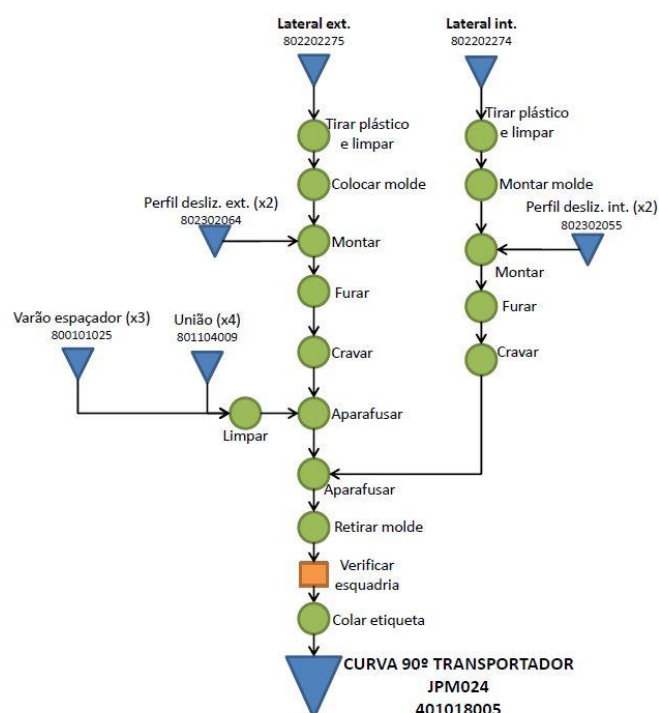 Lateral ext.
802202275
Lateral int.
802202274
Tirar plástico
e limpar
Tirar plástico
e limpar
Colocar molde
Montar molde
Perfil desliz. ext. (x2)
802302064
Perfil desliz. int. (x2)
802302055
Montar
Montar
Furar
Furar
Varão espaçador (x3)
800101025
União (x4)
801104009
Cravar
Cravar
Limpar
Aparafusar
Aparafusar
Retirar molde
Verificar
esquadria
Colar etiqueta
CURVA 90º TRANSPORTADOR
JPM024
401018005